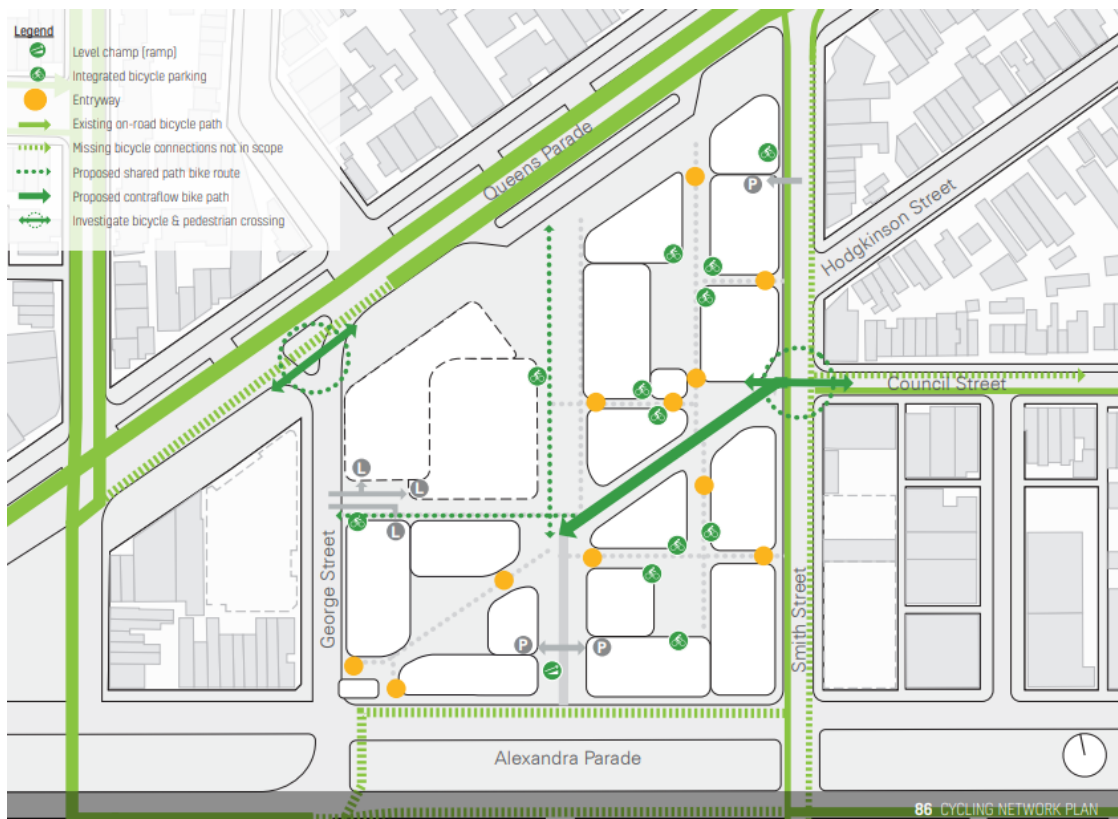 Legend
Level champ (ramp)
Integrated bicycle parking
Entryway
Existing on-road bicycle path
Missing bicycle connections not in scope
Proposed shared path bike route
Proposed contraflow bike path
Investigate bicycle & pedestrian crossing
Queens Parade
P
Hodgkinson Street
Council Street
L
L
L
George Street
Smith Street
P
P
Alexandra Parade
86 CYCLING NETWORK PLAN